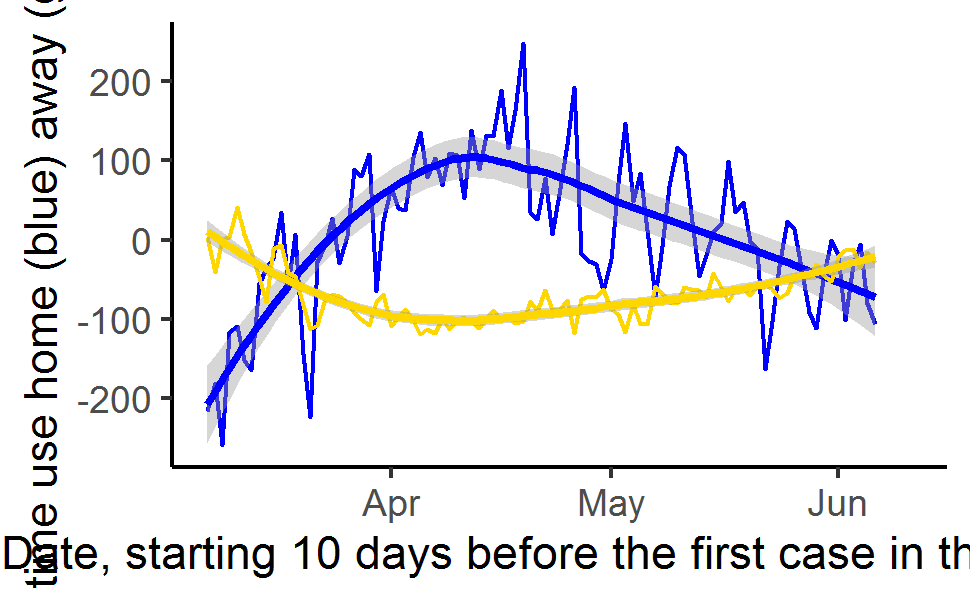 time use home (blue) away (
200
100
0
-100
-200
Apr May Jun
Date, starting 10 days before the first case in th